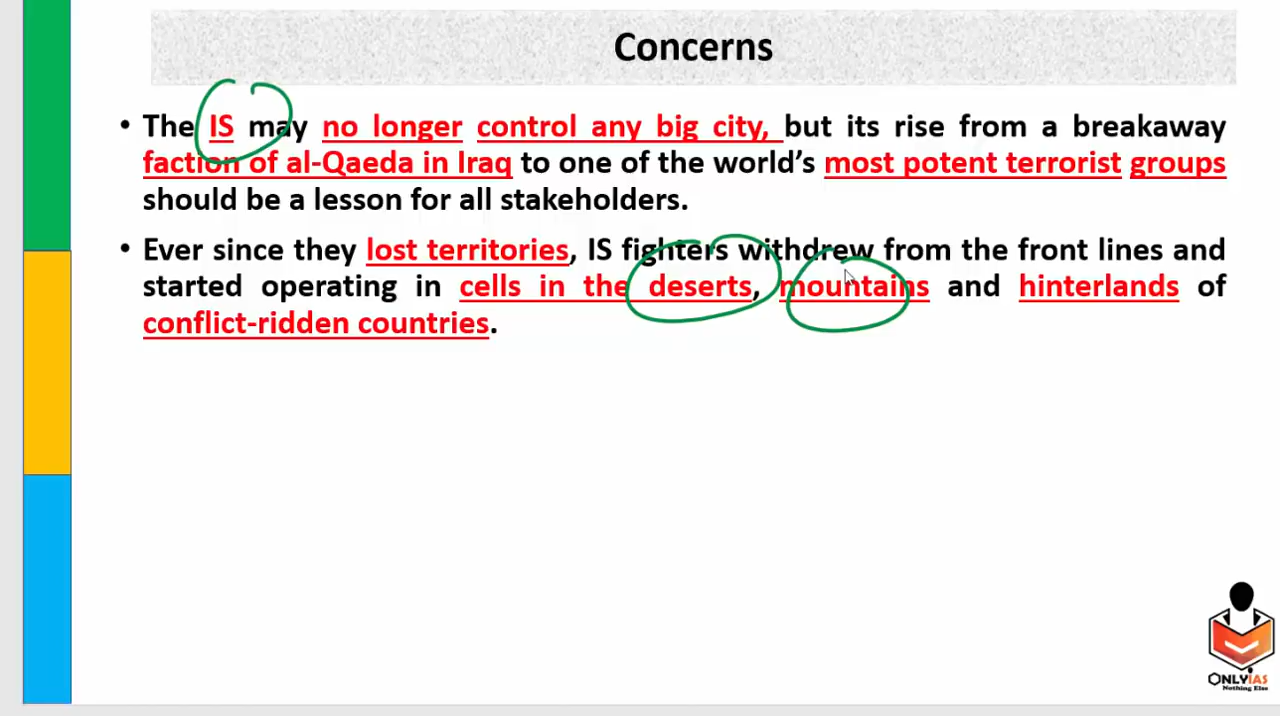 Concerns
• The IS may no longer control any big city, but its rise from a breakaway
faction of al-Qaeda in Iraq to one of the world's most potent terrorist groups
should be a lesson for all stakeholders.
• Ever since they lost territories, IS fighters withdrew from the front lines and
started operating in cells in the deserts, mountains and hinterlands of
conflict-ridden countries.
ONLYIAS
Nothing Else